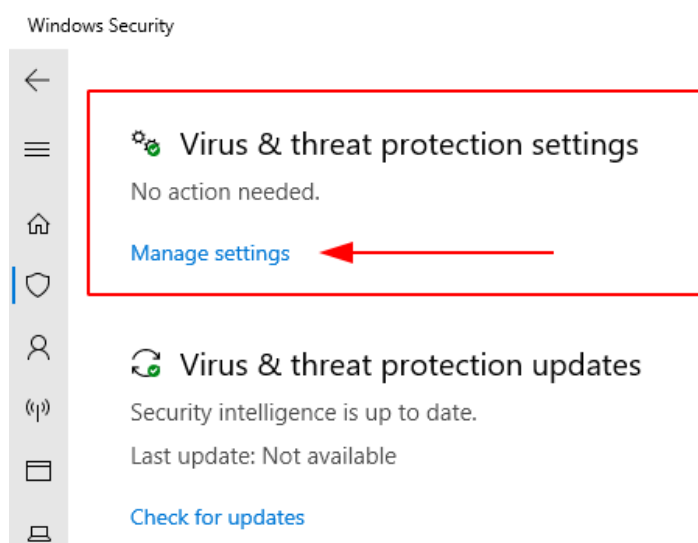 Windows Security
Virus & threat protection settings
No action needed.
Manage settings
Virus & threat protection updates
Security intelligence is up to date.
Last update: Not available
Check for updates